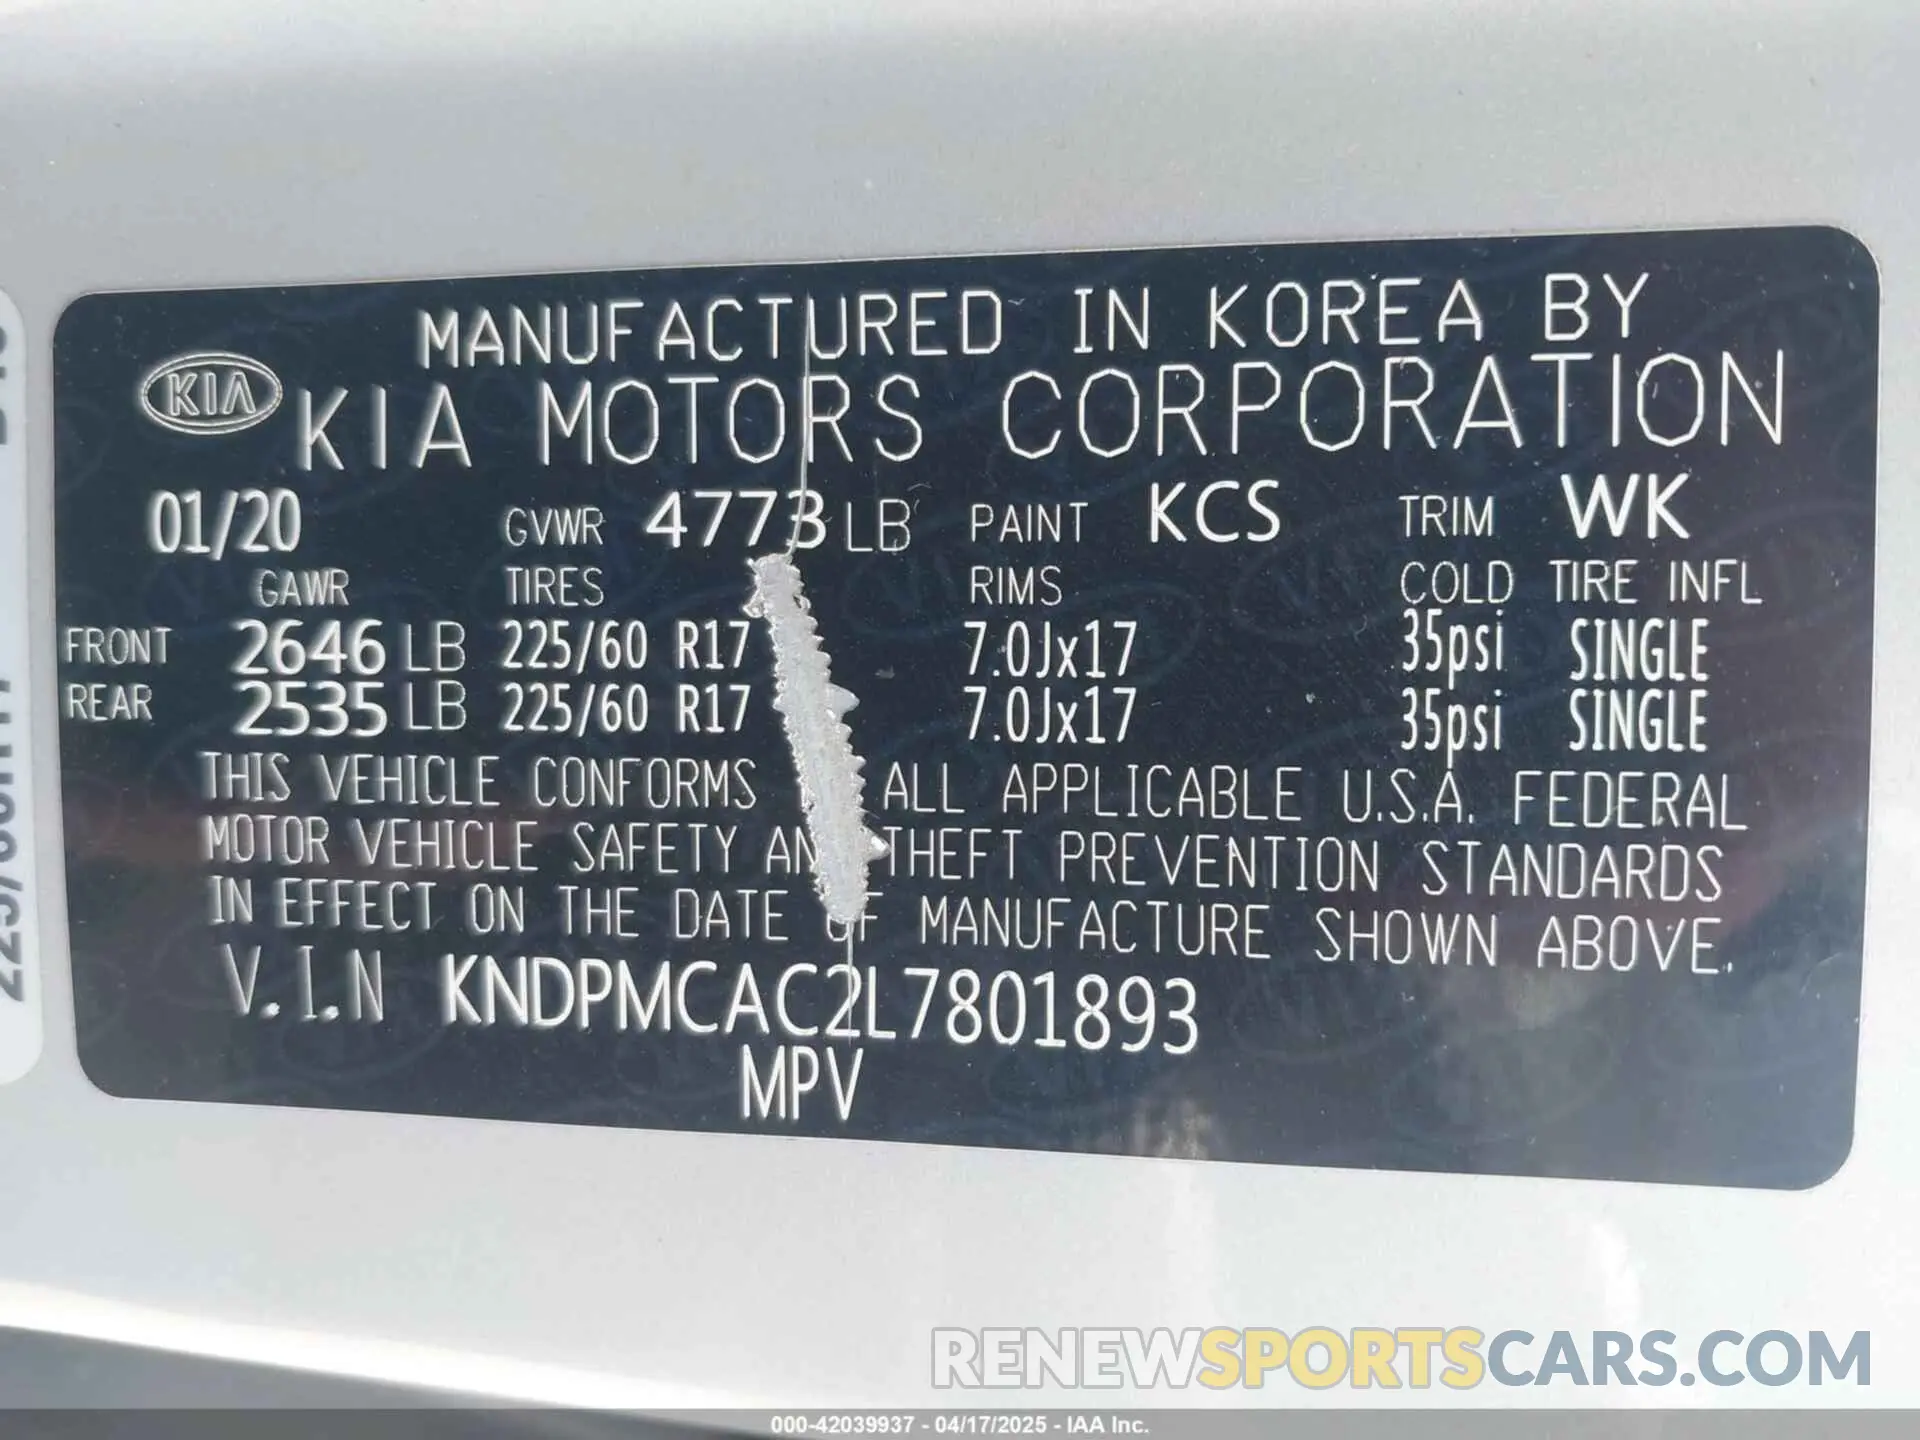 MANUFACTURED IN KOREA BY
KIA
KIA MOTORS CORPORATION
01/20 GVWR 4773 LB PAINT KCS TRIM WK
GAWR TIRES RIMS COLD TIRE INFL
FRONT 2646 LB 225/60 R17 7.0Jx17 35psi SINGLE
REAR 2535 LB 225/60 R17 7.0Jx17 35psi SINGLE
THIS VEHICLE CONFORMS ALL APPLICABLE U.S.A. FEDERAL
MOTOR VEHICLE SAFETY AN THEFT PREVENTION STANDARDS
IN EFFECT ON THE DATE OF MANUFACTURE SHOWN ABOVE.
V.I.N KNDPMCAC2L7801893
MPV
RENEWSPORTSCARS.COM
000-42039937 - 04/17/2025 - IAA Inc.